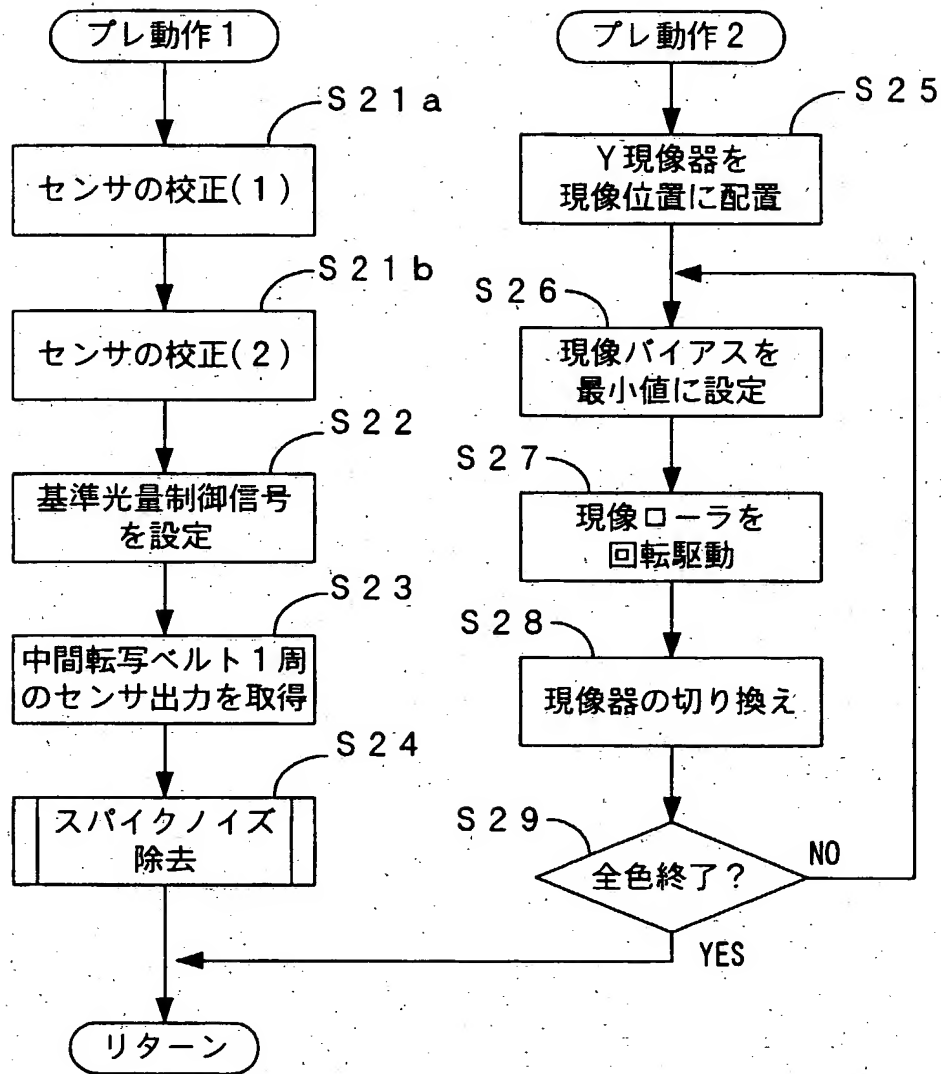 プレ動作1
S21a
センサの校正(1)
S21b
センサの校正(2)
S22
基準光量制御信号
を設定
S23
中間転写ベルト1周
のセンサ出力を取得
S24
スパイクノイズ
除去
リターン
プレ動作2
S25
Y現像器を
現像位置に配置
S26
現像バイアスを
最小値に設定
S27
現像ローラを
回転駆動
S28
現像器の切り換え
S29
全色終了?
NO
YES